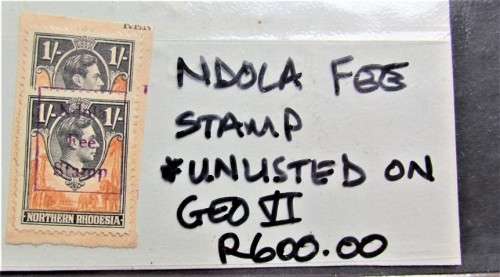 1/- 1/-
1/- 1/-
Fee
Stamp
NORTHERN RHODESIA
NDOLA FEE
STAMP
*UNLISTED ON
GEO VI
R600.00